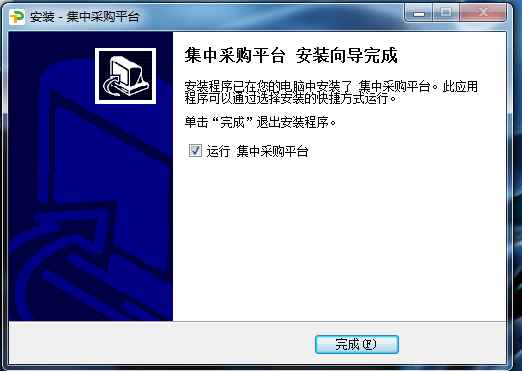 安装 - 集中采购平台
集中采购平台 安装向导完成
安装程序已在您的电脑中安装了 集中采购平台。此应用
程序可以通过选择安装的快捷方式运行。
单击“完成”退出安装程序。
运行 集中采购平台
完成(F)